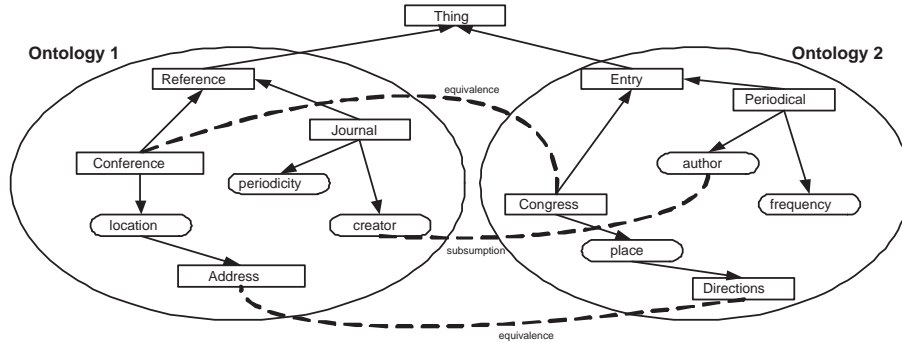 Thing
Ontology 1
Ontology 2
Reference
Entry
equivalence
Periodical
Journal
Conference
author
periodicity
Congress
frequency
location
creator
subsumption
place
Address
Directions
equivalence